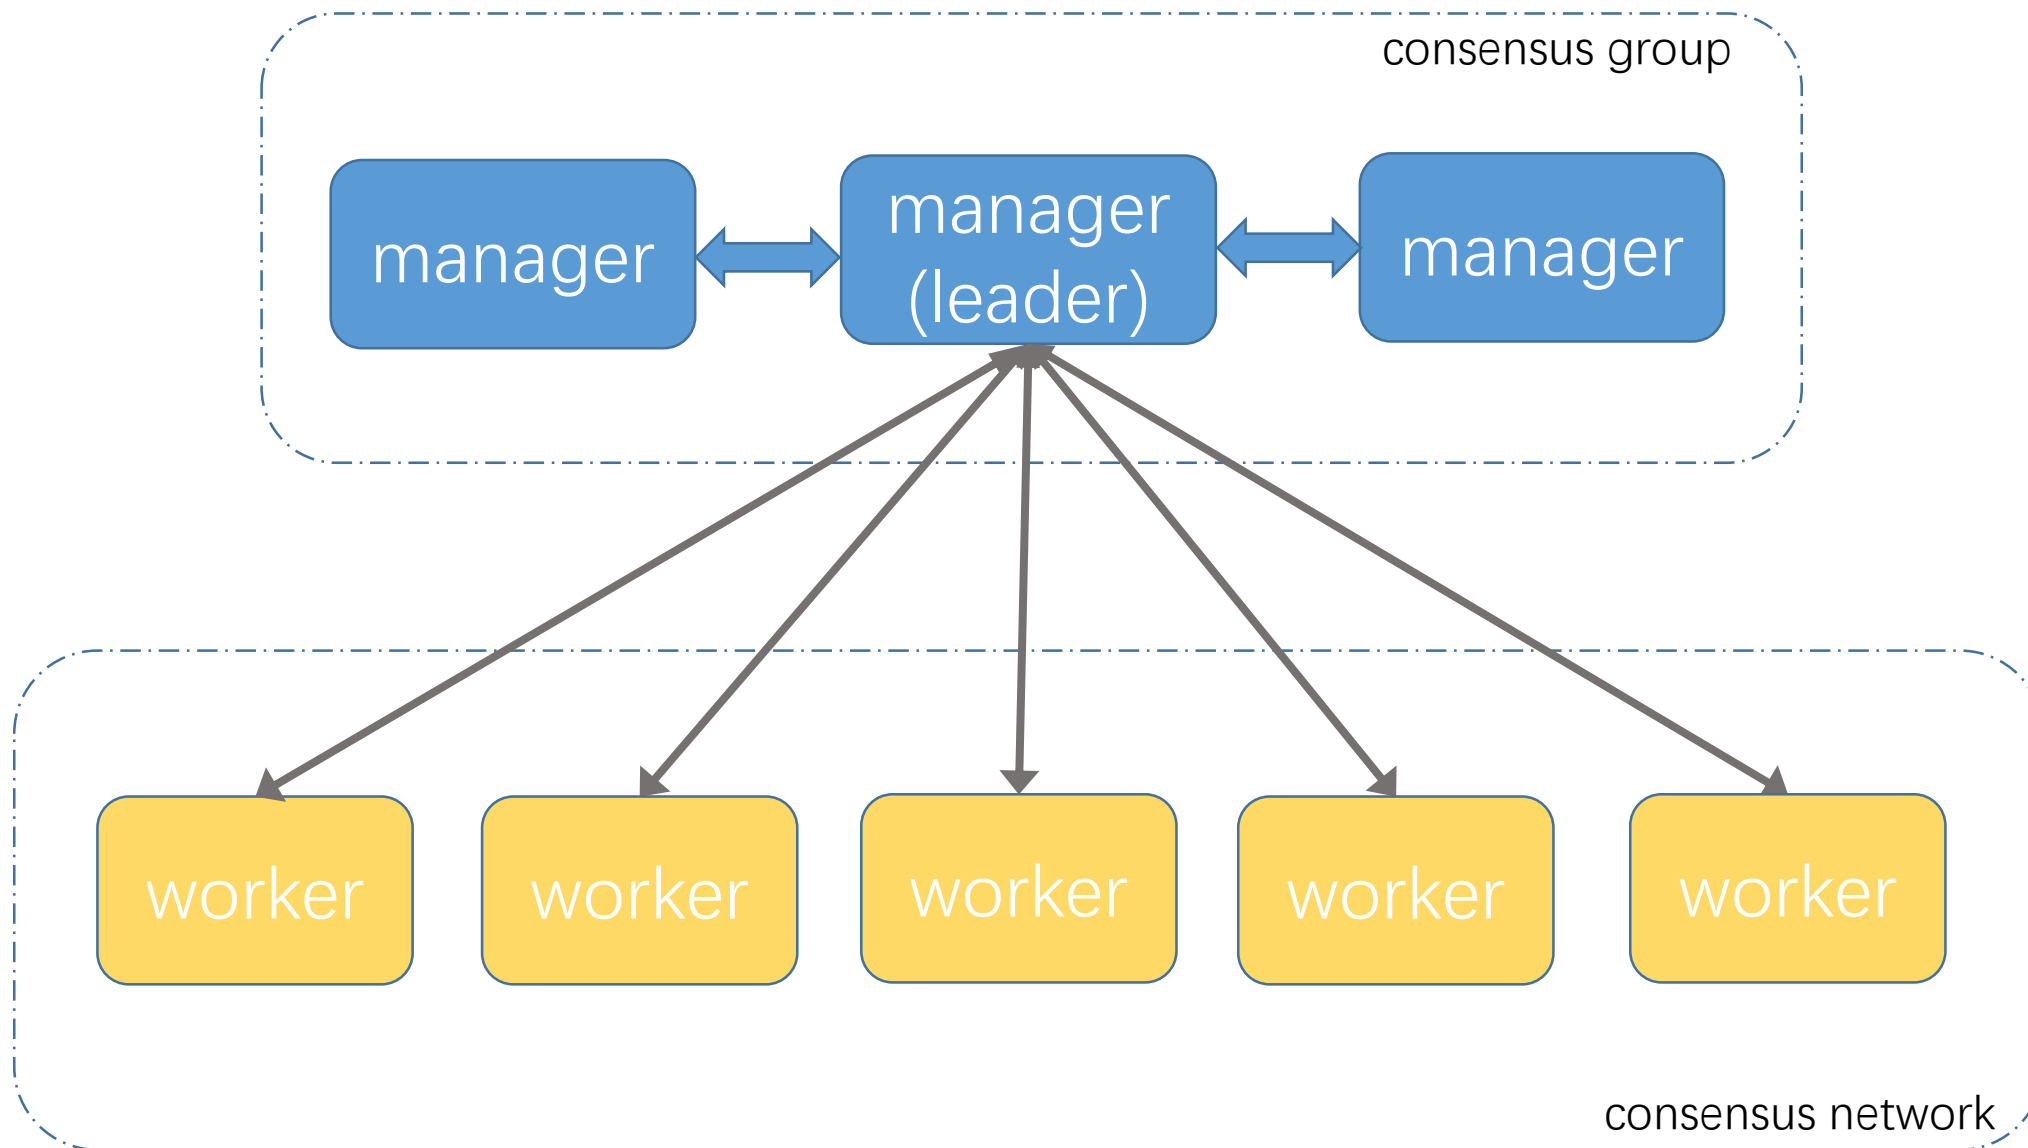 consensus group
manager
manager
(leader)
manager
worker
worker
worker
worker
worker
consensus network